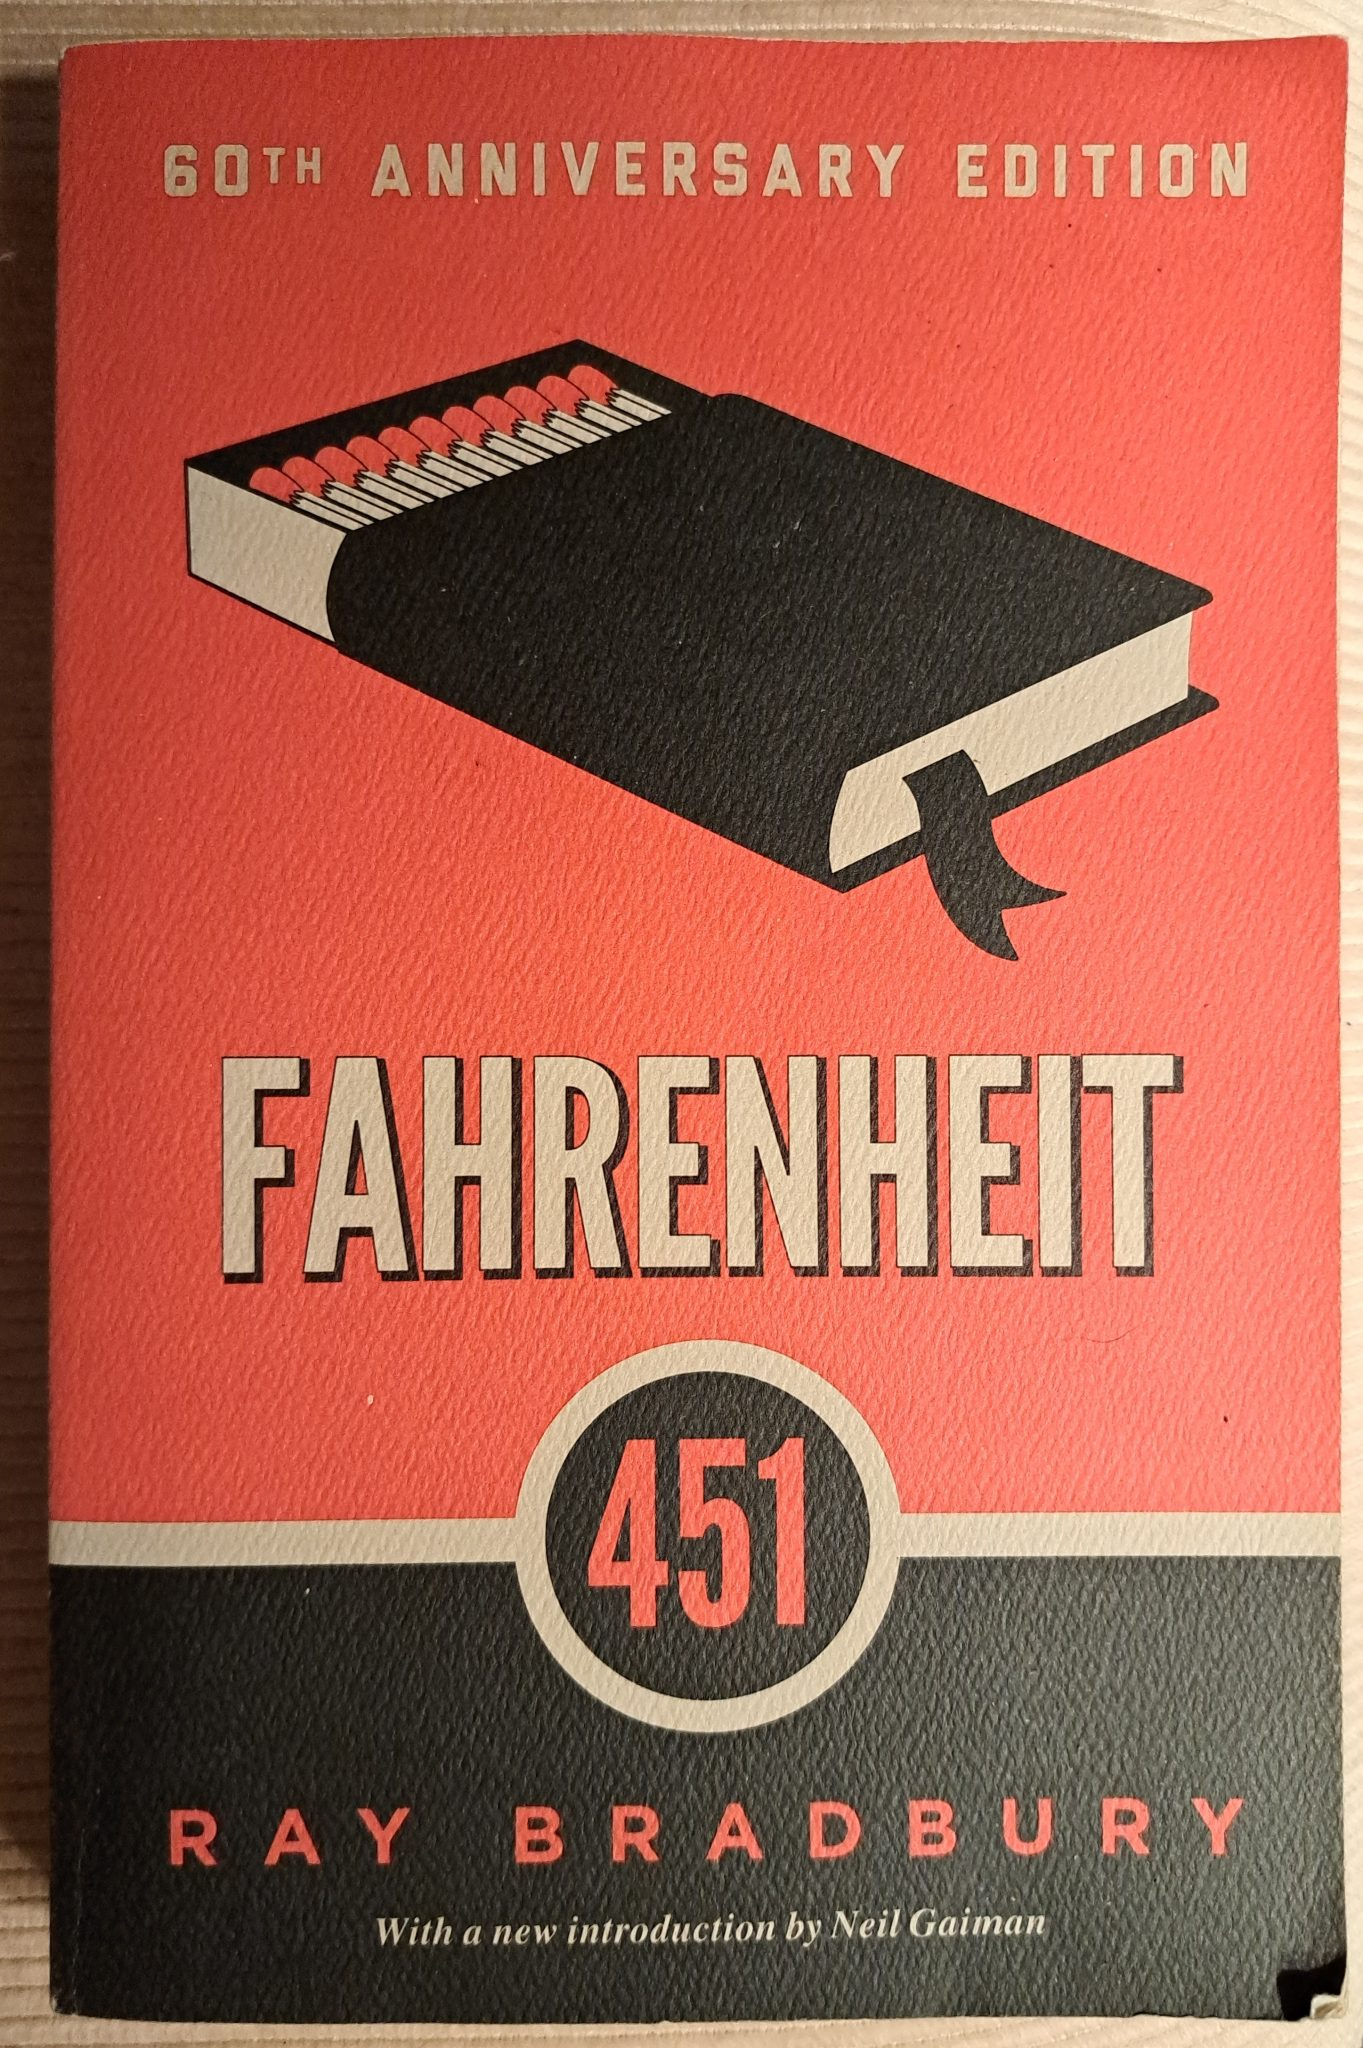 60TH ANNIVERSARY EDITION
FAHRENHEIT
451
RAY BRADBURY
With a new introduction by Neil Gaiman